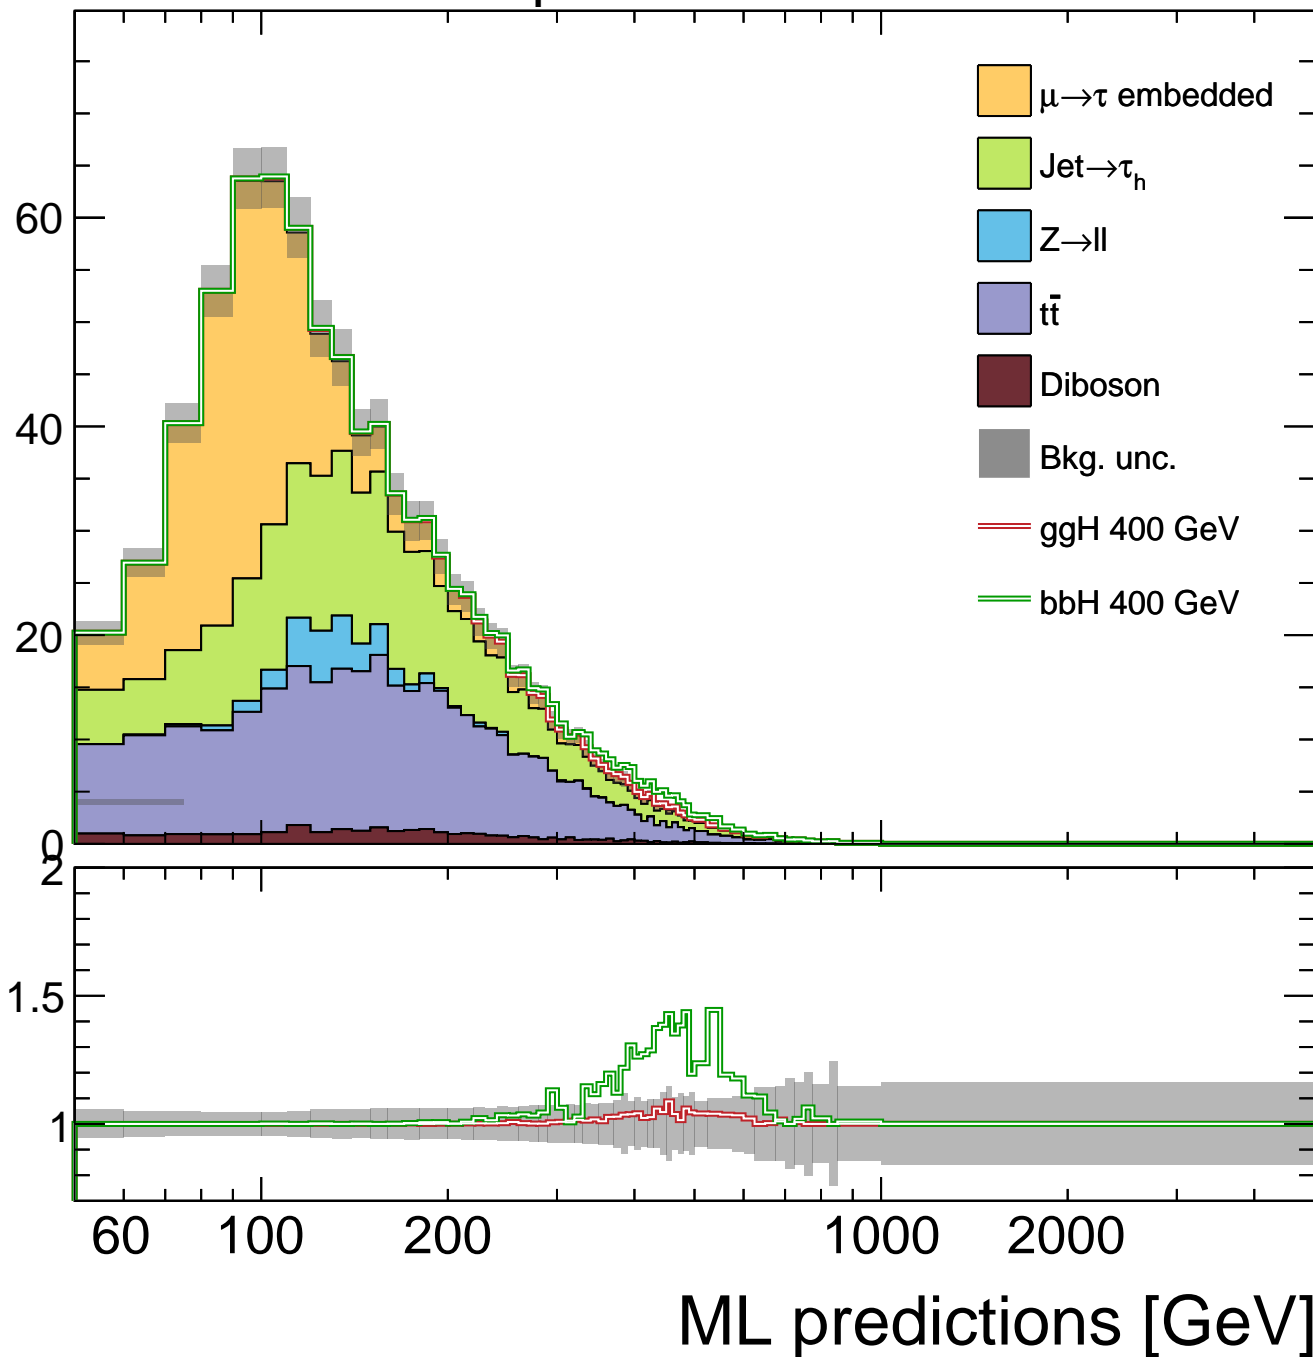 μ→τ embedded
Jet→τh
Z→ll
tt̄
Diboson
Bkg. unc.
ggH 400 GeV
bbH 400 GeV
60
40
20
0
2
1.5
1
60 100 200 1000 2000
ML predictions [GeV]